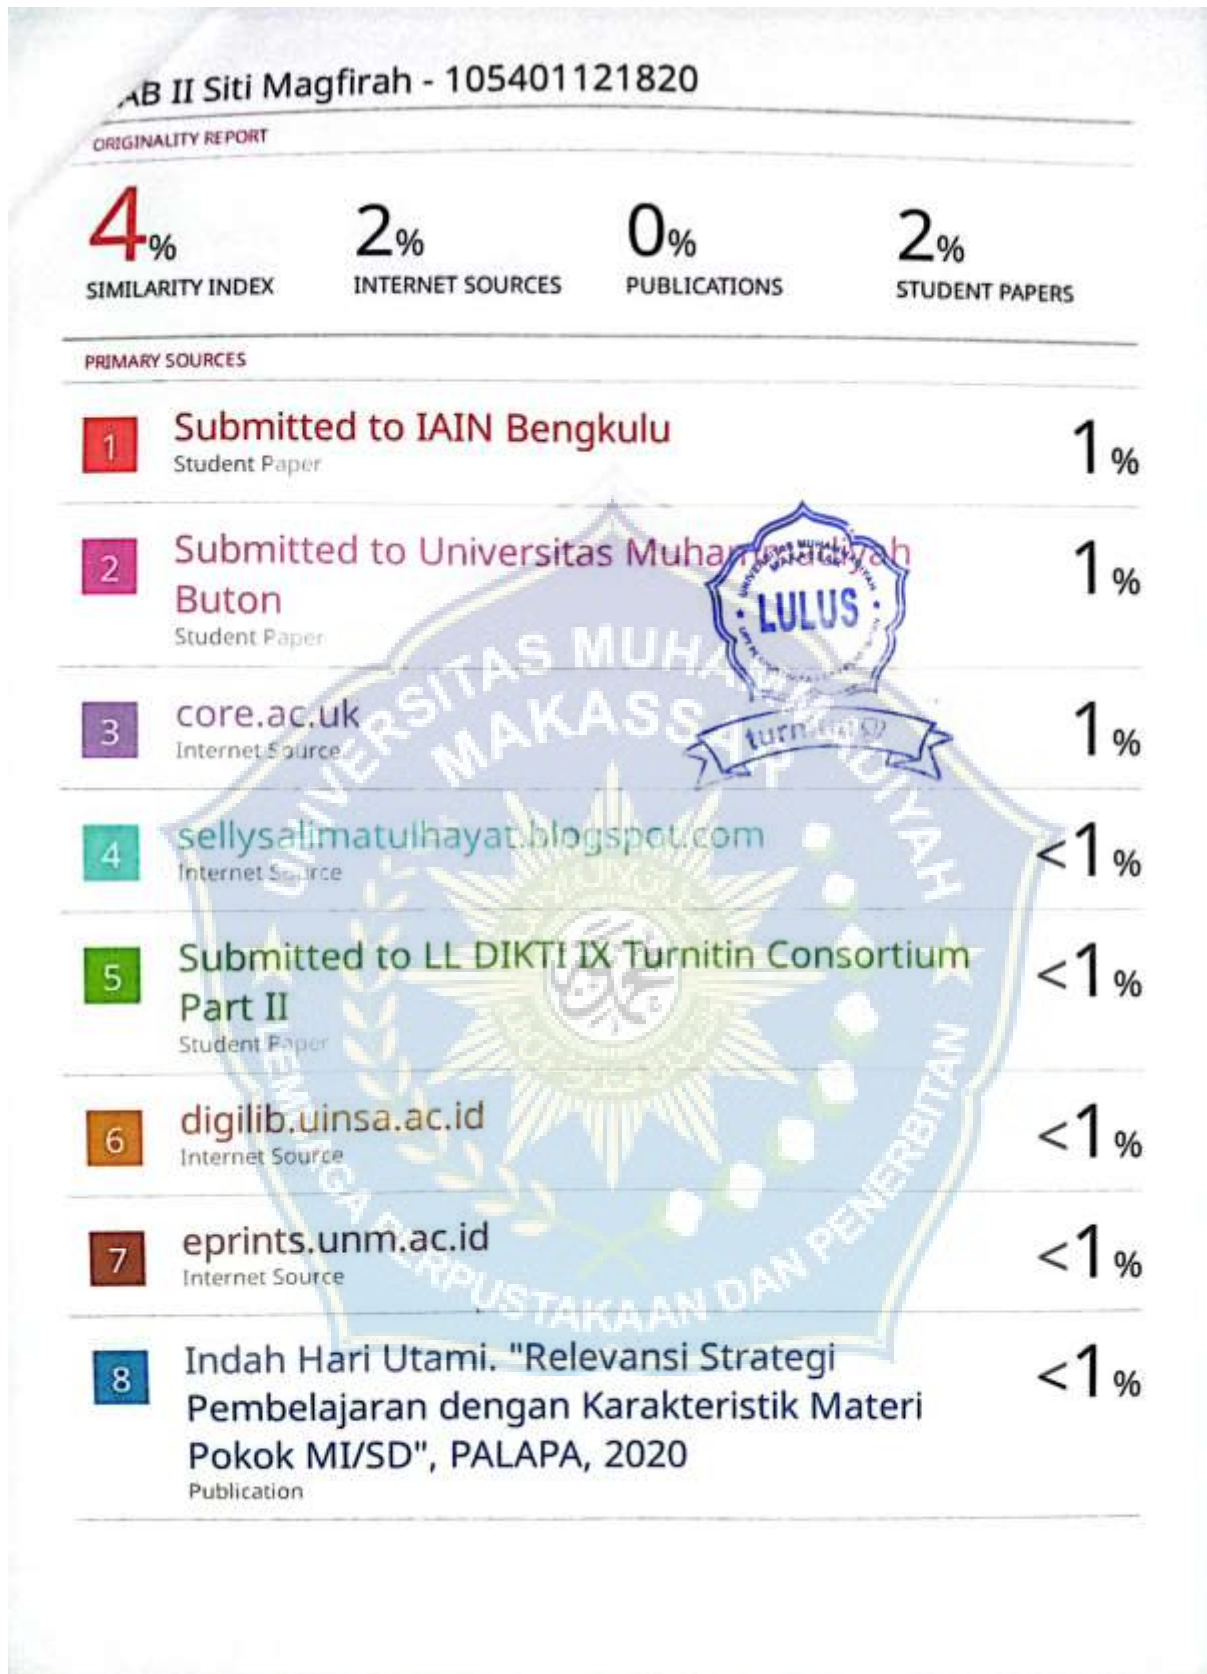 AB II Siti Magfirah - 105401121820
ORIGINALITY REPORT
4% 2% 0% 2%
SIMILARITY INDEX INTERNET SOURCES PUBLICATIONS STUDENT PAPERS
PRIMARY SOURCES
1 Submitted to IAIN Bengkulu 1%
Student Paper
2 Submitted to Universitas Muhammadiyah 1%
Buton
Student Paper
3 core.ac.uk 1%
Internet Source
4 sellysalimatulhayat.blogspot.com <1%
Internet Source
5 Submitted to LL DIKTI IX Turnitin Consortium <1%
Part II
Student Paper
6 digilib.uinsa.ac.id <1%
Internet Source
7 eprints.unm.ac.id <1%
Internet Source
8 Indah Hari Utami. "Relevansi Strategi <1%
Pembelajaran dengan Karakteristik Materi
Pokok MI/SD", PALAPA, 2020
Publication
UNIVERSITAS MUHAMMADIYAH
MAKASSAR
LEMBAGA PERPUSTAKAAN DAN PENERBITAN
UNIVERSITAS MUHAMMADIYAH
MAKASSAR
LULUS
turnitin